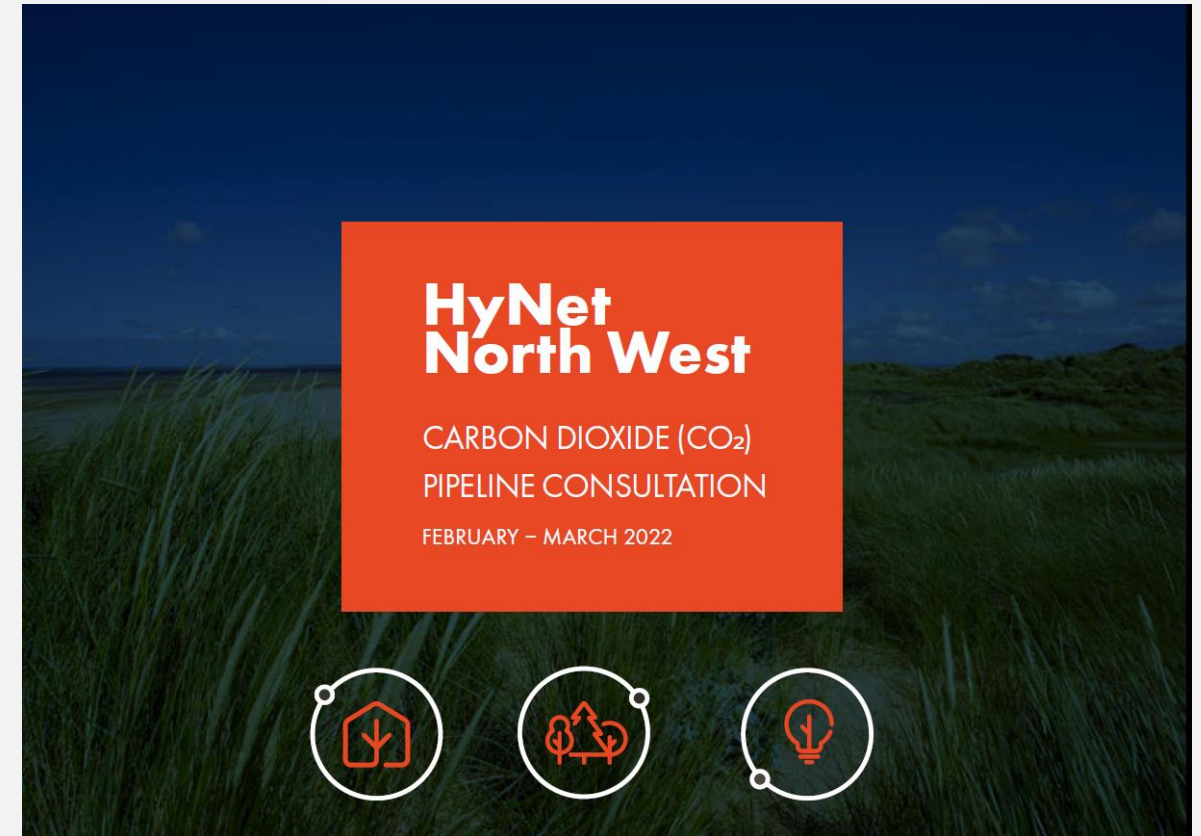 HyNet
North West
CARBON DIOXIDE (CO₂)
PIPELINE CONSULTATION
FEBRUARY – MARCH 2022